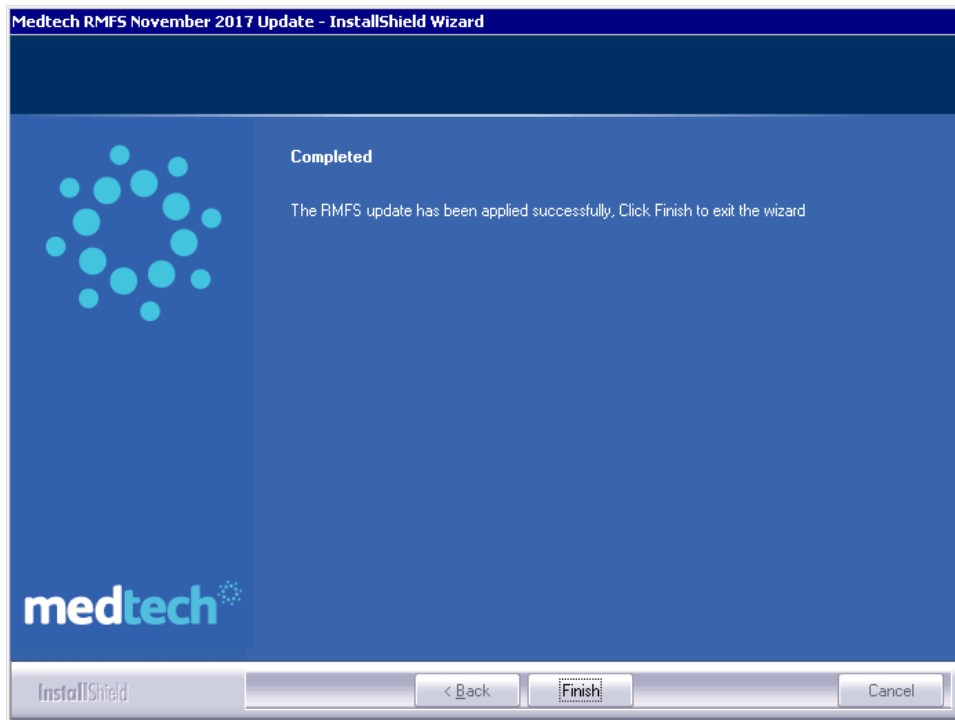 Medtech RMFS November 2017 Update - InstallShield Wizard
Completed
The RMFS update has been applied successfully, Click Finish to exit the wizard
medtech
InstallShield
< Back
Finish
Cancel